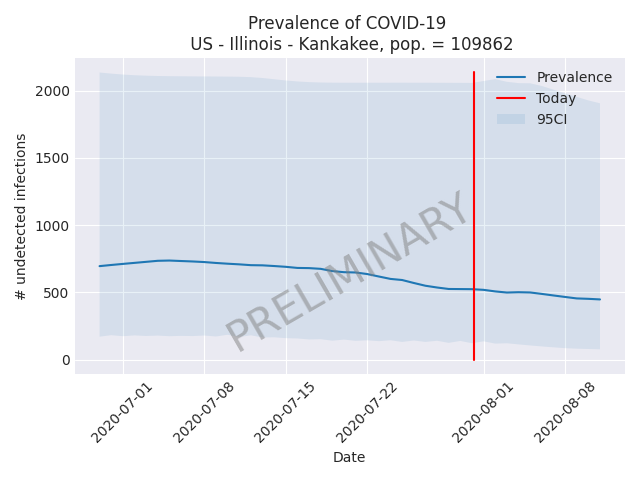 Prevalence of COVID-19
US - Illinois - Kankakee, pop. = 109862
Prevalence
Today
95CI
# undetected infections
2000
1500
1000
500
0
PRELIMINARY
2020-07-01
2020-07-08
2020-07-15
2020-07-22
2020-08-01
2020-08-08
Date